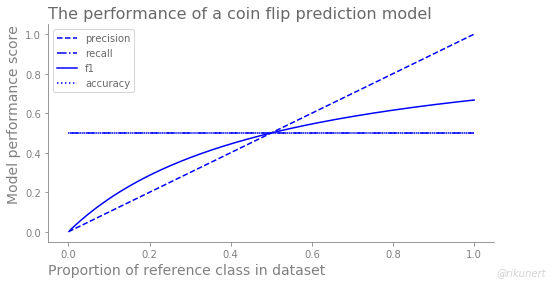 The performance of a coin flip prediction model
precision
recall
f1
accuracy
Model performance score
1.0
0.8
0.6
0.4
0.2
0.0
0.0 0.2 0.4 0.6 0.8 1.0
Proportion of reference class in dataset
@rikunert